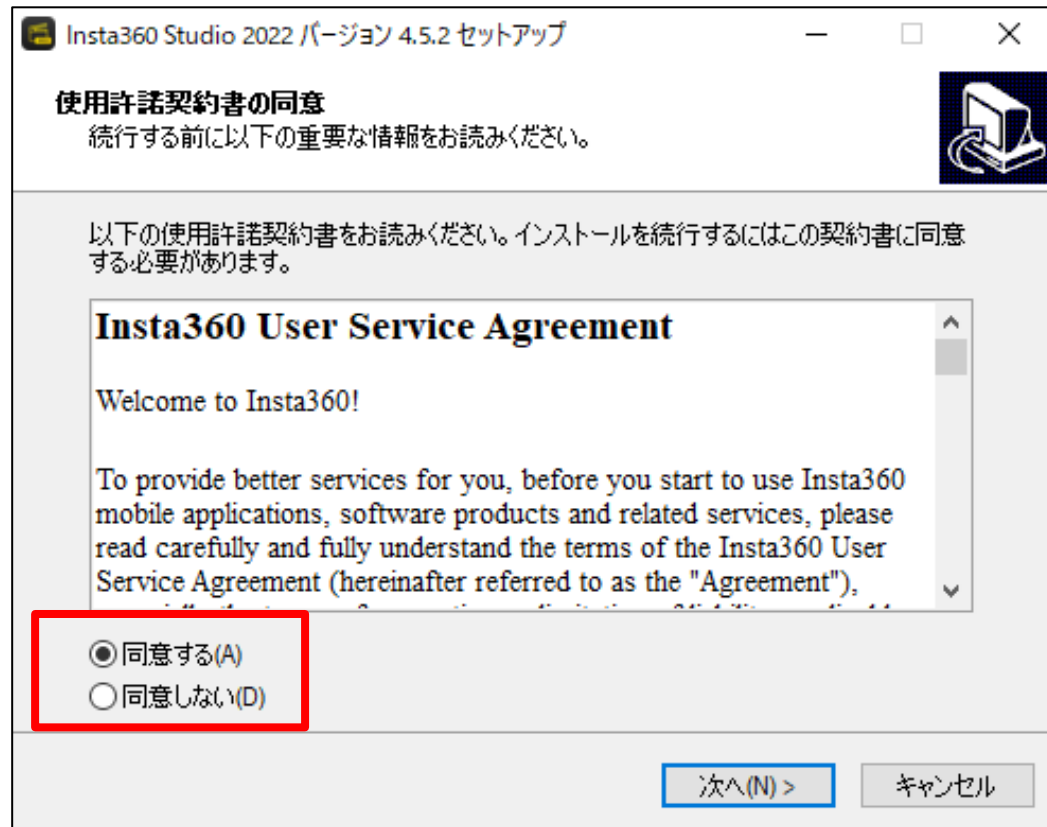 Insta360 Studio 2022 バージョン 4.5.2 セットアップ
使用許諾契約書の同意
続行する前に以下の重要な情報をお読みください。
以下の使用許諾契約書をお読みください。インストールを続行するにはこの契約書に同意
する必要があります。
Insta360 User Service Agreement
Welcome to Insta360!
To provide better services for you, before you start to use Insta360
mobile applications, software products and related services, please
read carefully and fully understand the terms of the Insta360 User
Service Agreement (hereinafter referred to as the "Agreement"),
同意する(A)
同意しない(D)
次へ(N) >
キャンセル